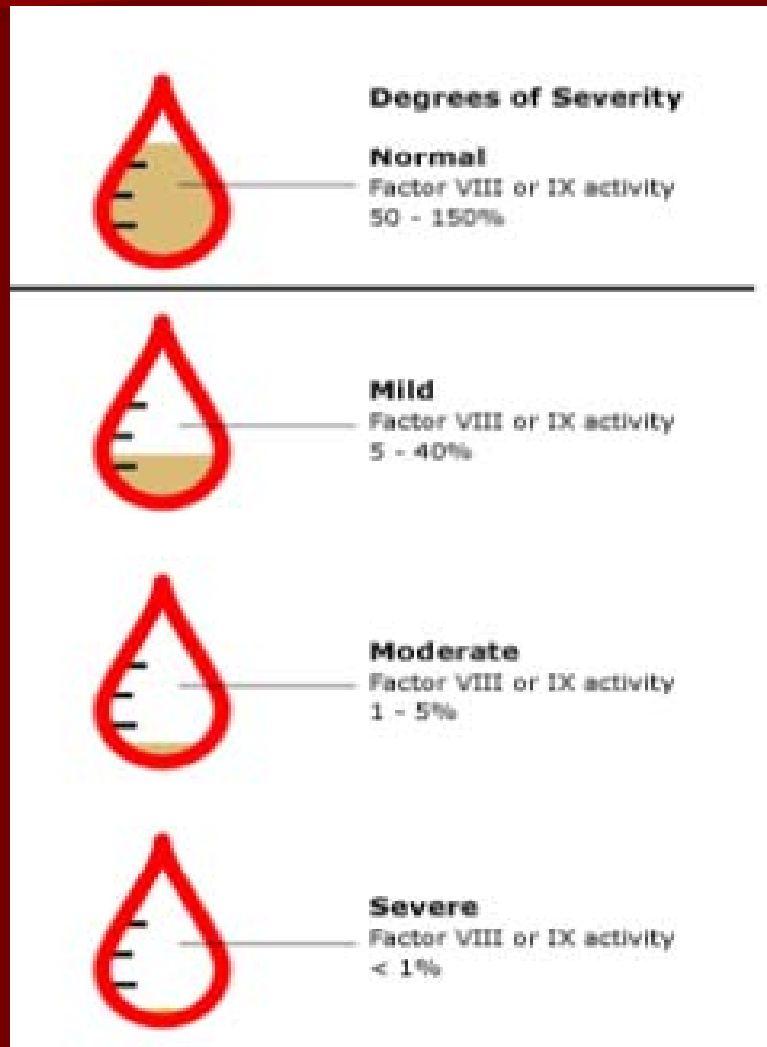 Degrees of Severity
Normal
Factor VIII or IX activity
50 - 150%
Mild
Factor VIII or IX activity
5 - 40%
Moderate
Factor VIII or IX activity
1 - 5%
Severe
Factor VIII or IX activity
< 1%